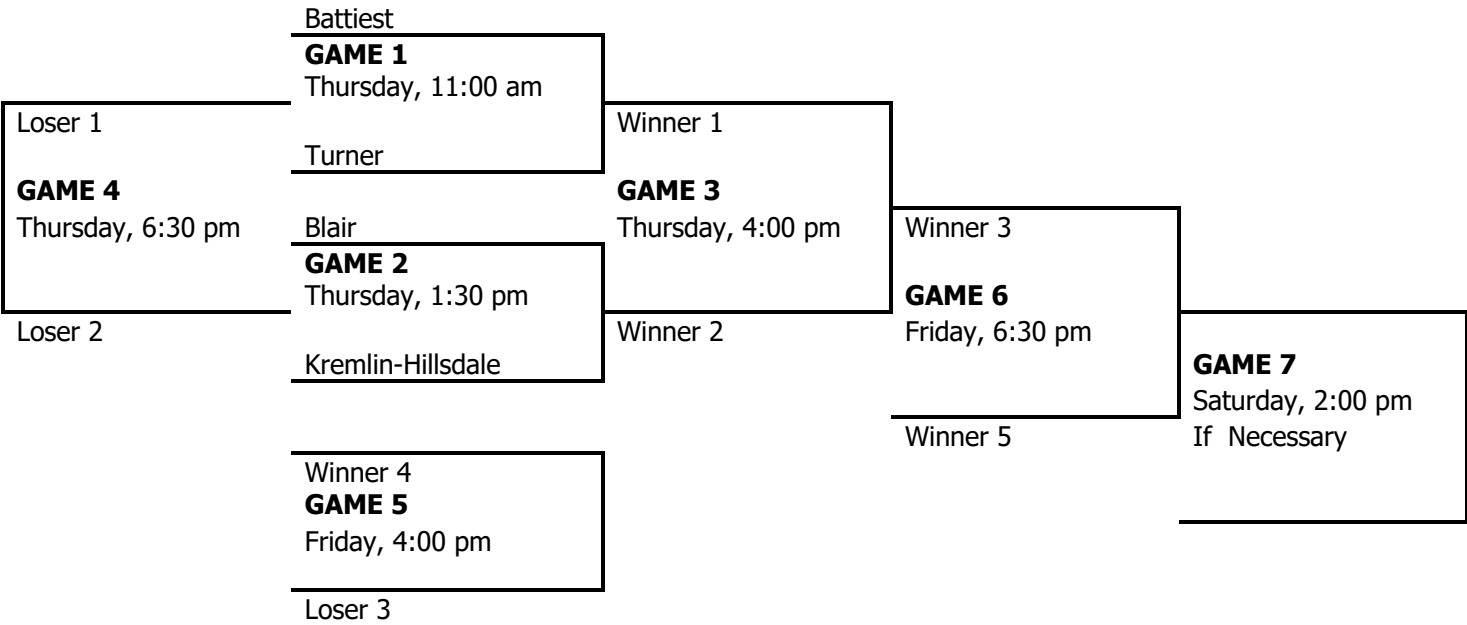 Battiest
GAME 1
Thursday, 11:00 am
Turner
Loser 1
GAME 4
Thursday, 6:30 pm
Loser 2
Blair
GAME 2
Thursday, 1:30 pm
Kremlin-Hillsdale
Winner 1
GAME 3
Thursday, 4:00 pm
Winner 2
Winner 3
GAME 6
Friday, 6:30 pm
Winner 5
GAME 7
Saturday, 2:00 pm
If Necessary
Winner 4
GAME 5
Friday, 4:00 pm
Loser 3